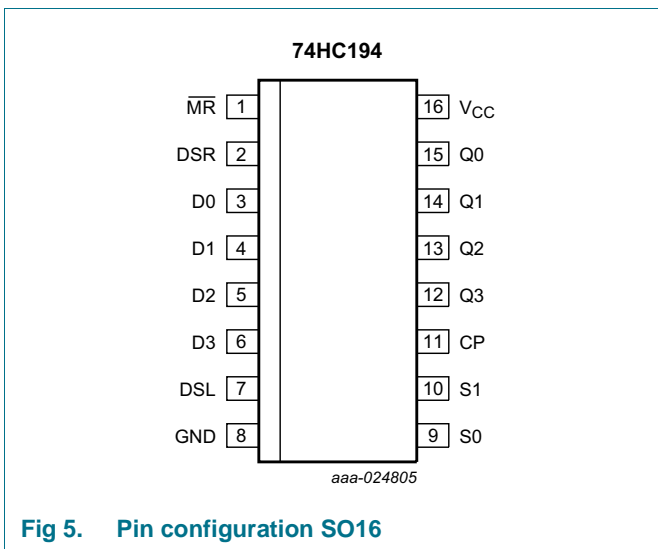 74HC194
MR 1 16 VCC
DSR 2 15 Q0
D0 3 14 Q1
D1 4 13 Q2
D2 5 12 Q3
D3 6 11 CP
DSL 7 10 S1
GND 8 9 S0
aaa-024805
Fig 5. Pin configuration SO16